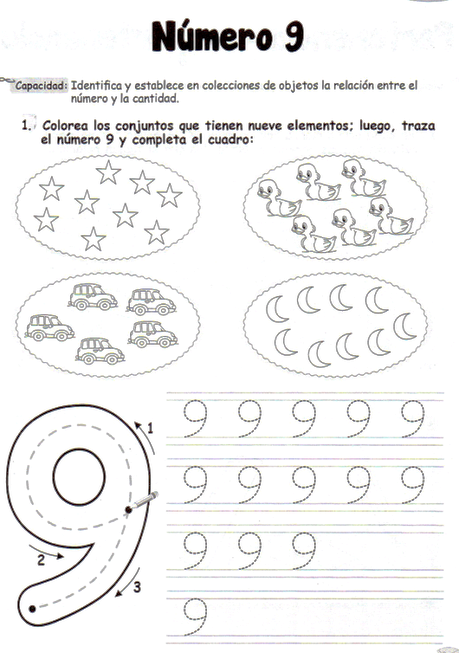 Número 9
Capacidad: Identifica y establece en colecciones de objetos la relación entre el
número y la cantidad.
1. Colorea los conjuntos que tienen nueve elementos; luego, traza
el número 9 y completa el cuadro:
9 9 9 9 9
1
9 9 9 9 9
9
2
9 9 9
3
9